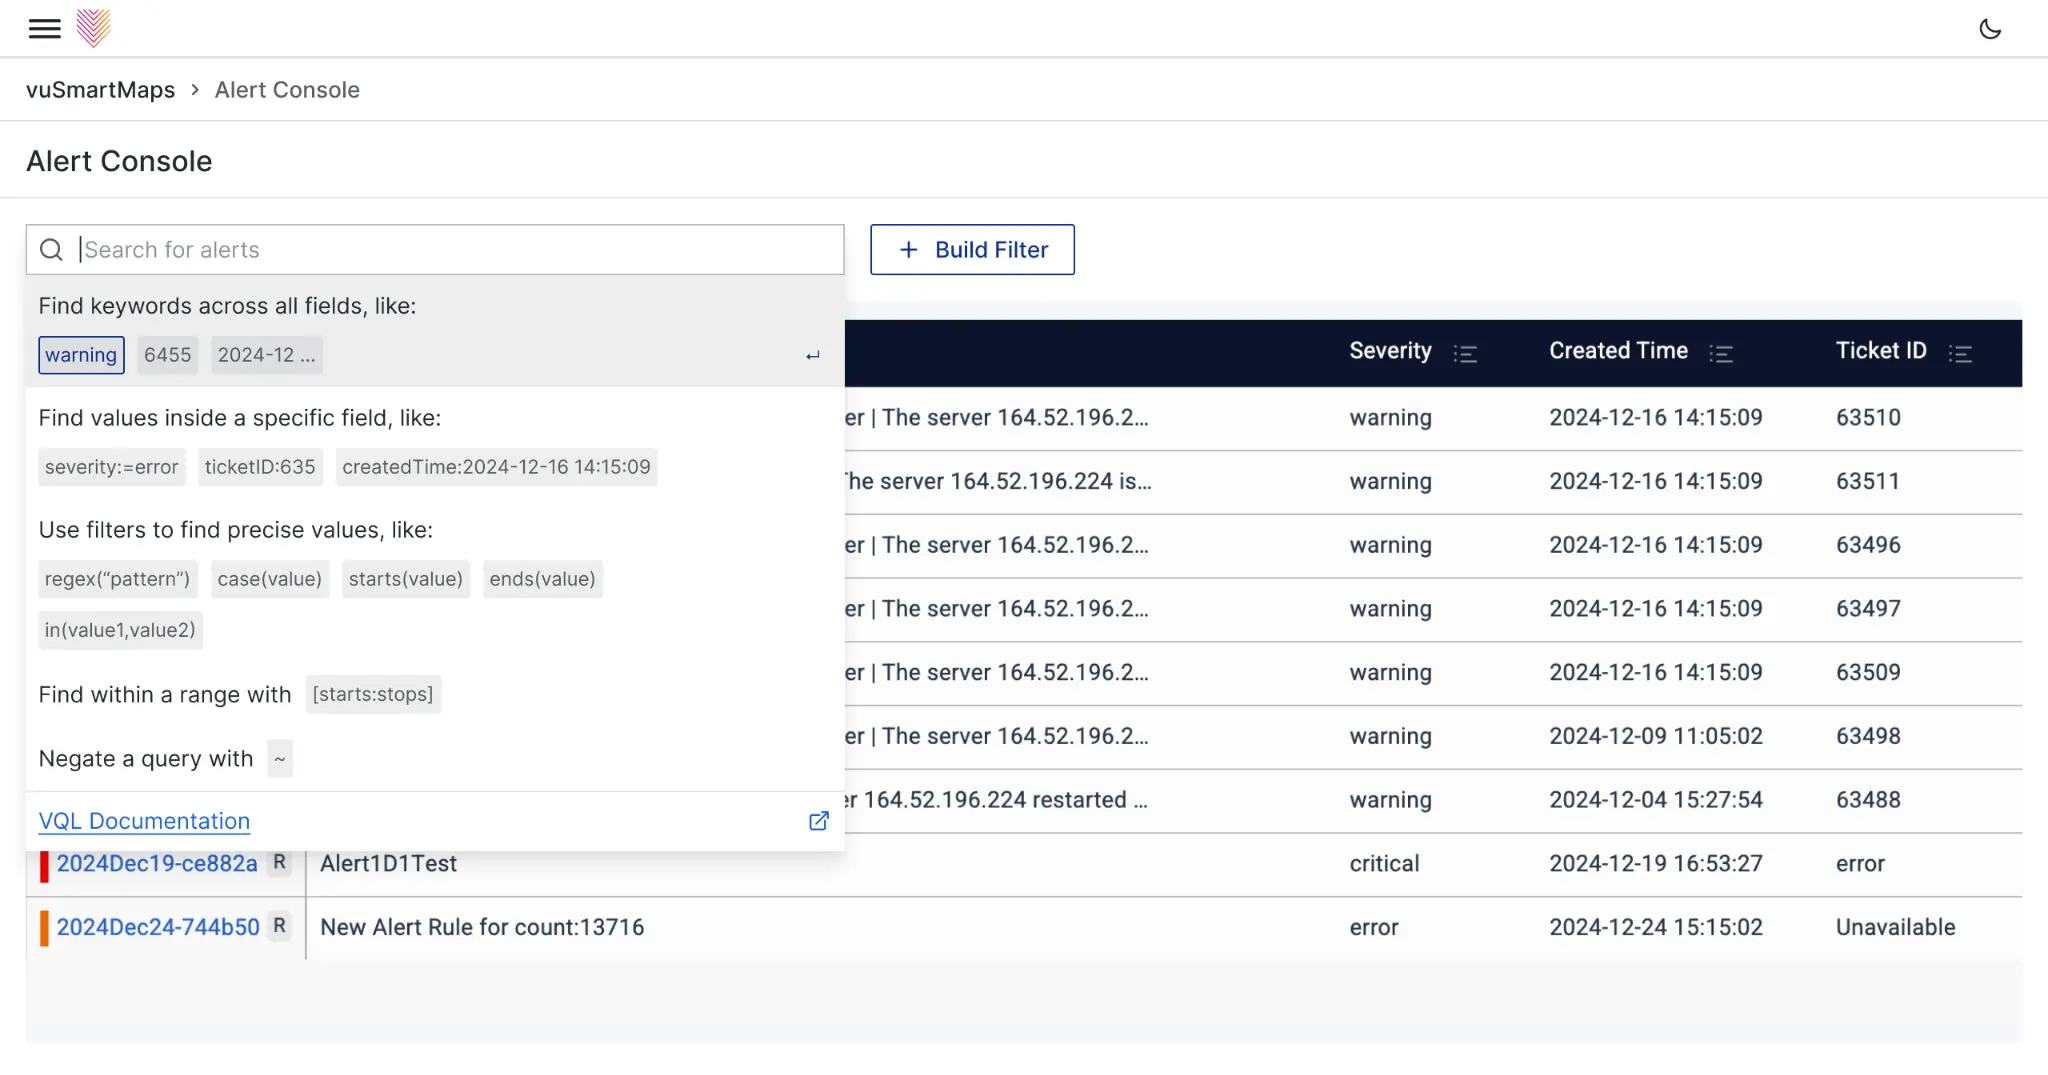 vuSmartMaps > Alert Console
Alert Console
Search for alerts
+ Build Filter
Find keywords across all fields, like:
warning 6455 2024-12 ...
Find values inside a specific field, like:
severity:=error ticketID:635 createdTime:2024-12-16 14:15:09
Use filters to find precise values, like:
regex(“pattern”) case(value) starts(value) ends(value)
in(value1,value2)
Find within a range with [starts:stops]
Negate a query with ~
VQL Documentation
Severity Created Time Ticket ID
er | The server 164.52.196.2... warning 2024-12-16 14:15:09 63510
The server 164.52.196.224 is... warning 2024-12-16 14:15:09 63511
er | The server 164.52.196.2... warning 2024-12-16 14:15:09 63496
er | The server 164.52.196.2... warning 2024-12-16 14:15:09 63497
er | The server 164.52.196.2... warning 2024-12-16 14:15:09 63509
er | The server 164.52.196.2... warning 2024-12-09 11:05:02 63498
er 164.52.196.224 restarted ... warning 2024-12-04 15:27:54 63488
2024Dec19-ce882a R Alert1D1Test critical 2024-12-19 16:53:27 error
2024Dec24-744b50 R New Alert Rule for count:13716 error 2024-12-24 15:15:02 Unavailable